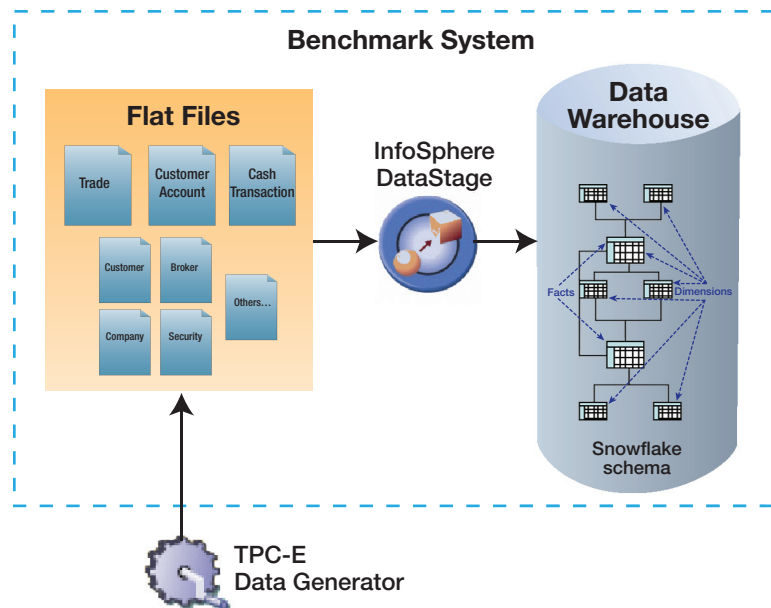 Benchmark System
Flat Files
Trade
Customer
Account
Cash
Transaction
Customer
Broker
Others...
Company
Security
InfoSphere
DataStage
Data
Warehouse
Facts
Dimensions
Snowflake
schema
TPC-E
Data Generator